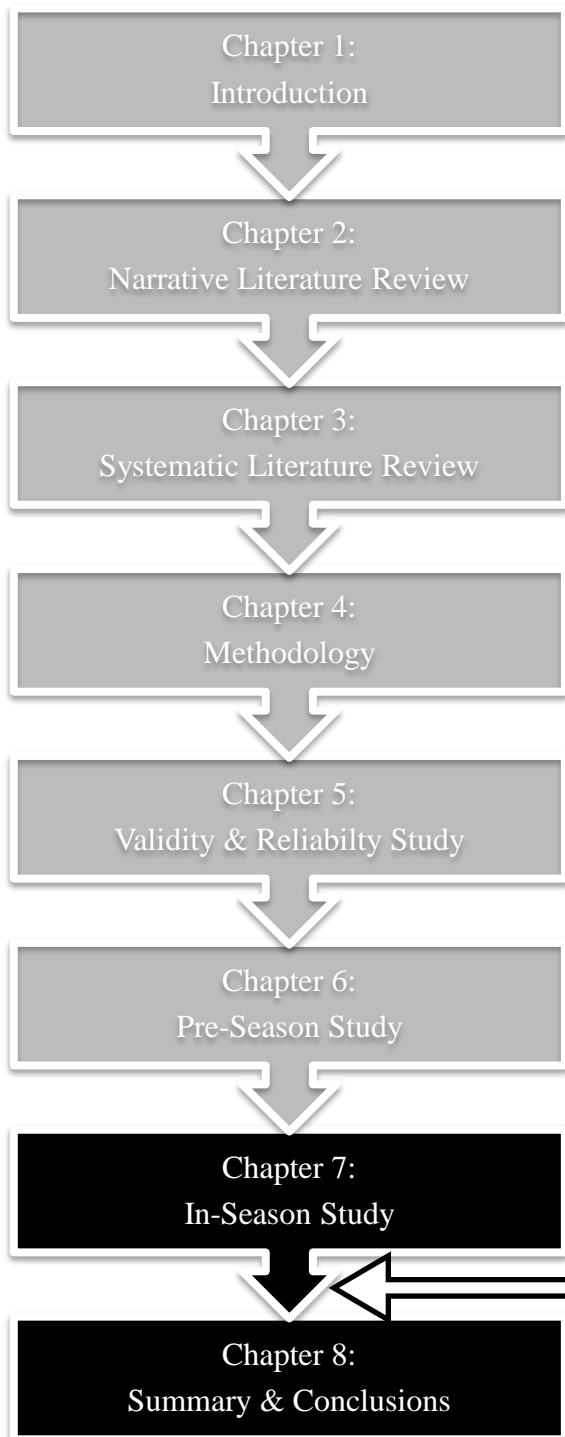 Chapter 1:
Introduction
Chapter 2:
Narrative Literature Review
Chapter 3:
Systematic Literature Review
Chapter 4:
Methodology
Chapter 5:
Validity & Reliabilty Study
Chapter 6:
Pre-Season Study
Chapter 7:
In-Season Study
Chapter 8:
Summary & Conclusions